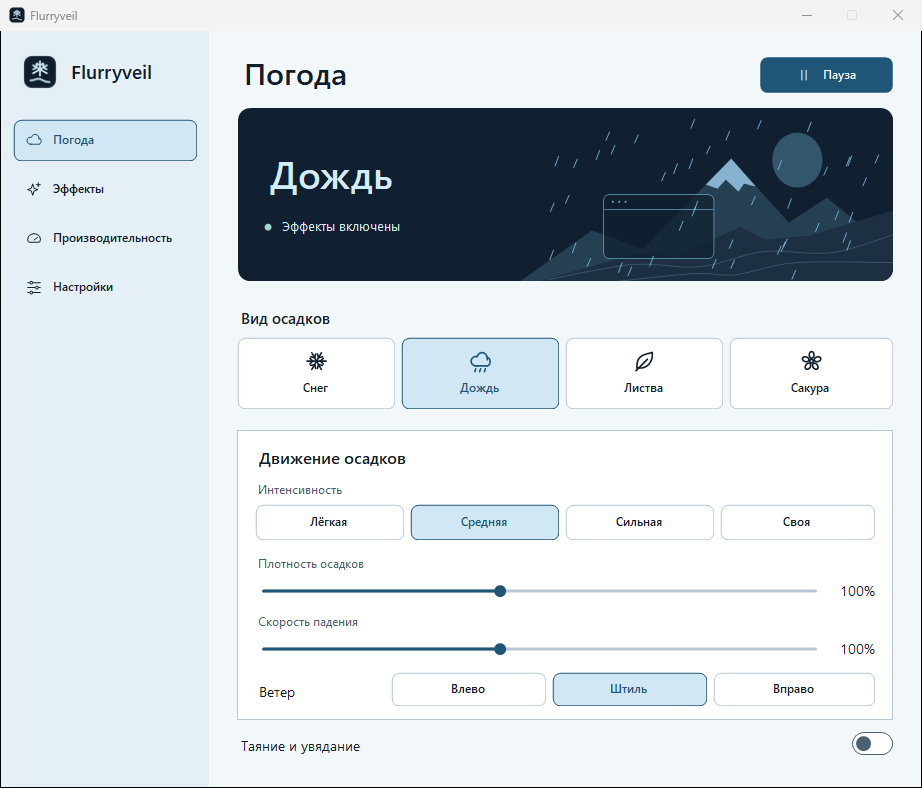 Flurryveil
Flurryveil
Погода
Эффекты
Производительность
Настройки
Погода
Пауза
Дождь
Эффекты включены
Вид осадков
Снег
Дождь
Листва
Сакура
Движение осадков
Интенсивность
Лёгкая
Средняя
Сильная
Своя
Плотность осадков
100%
Скорость падения
100%
Ветер
Влево
Штиль
Вправо
Таяние и увядание